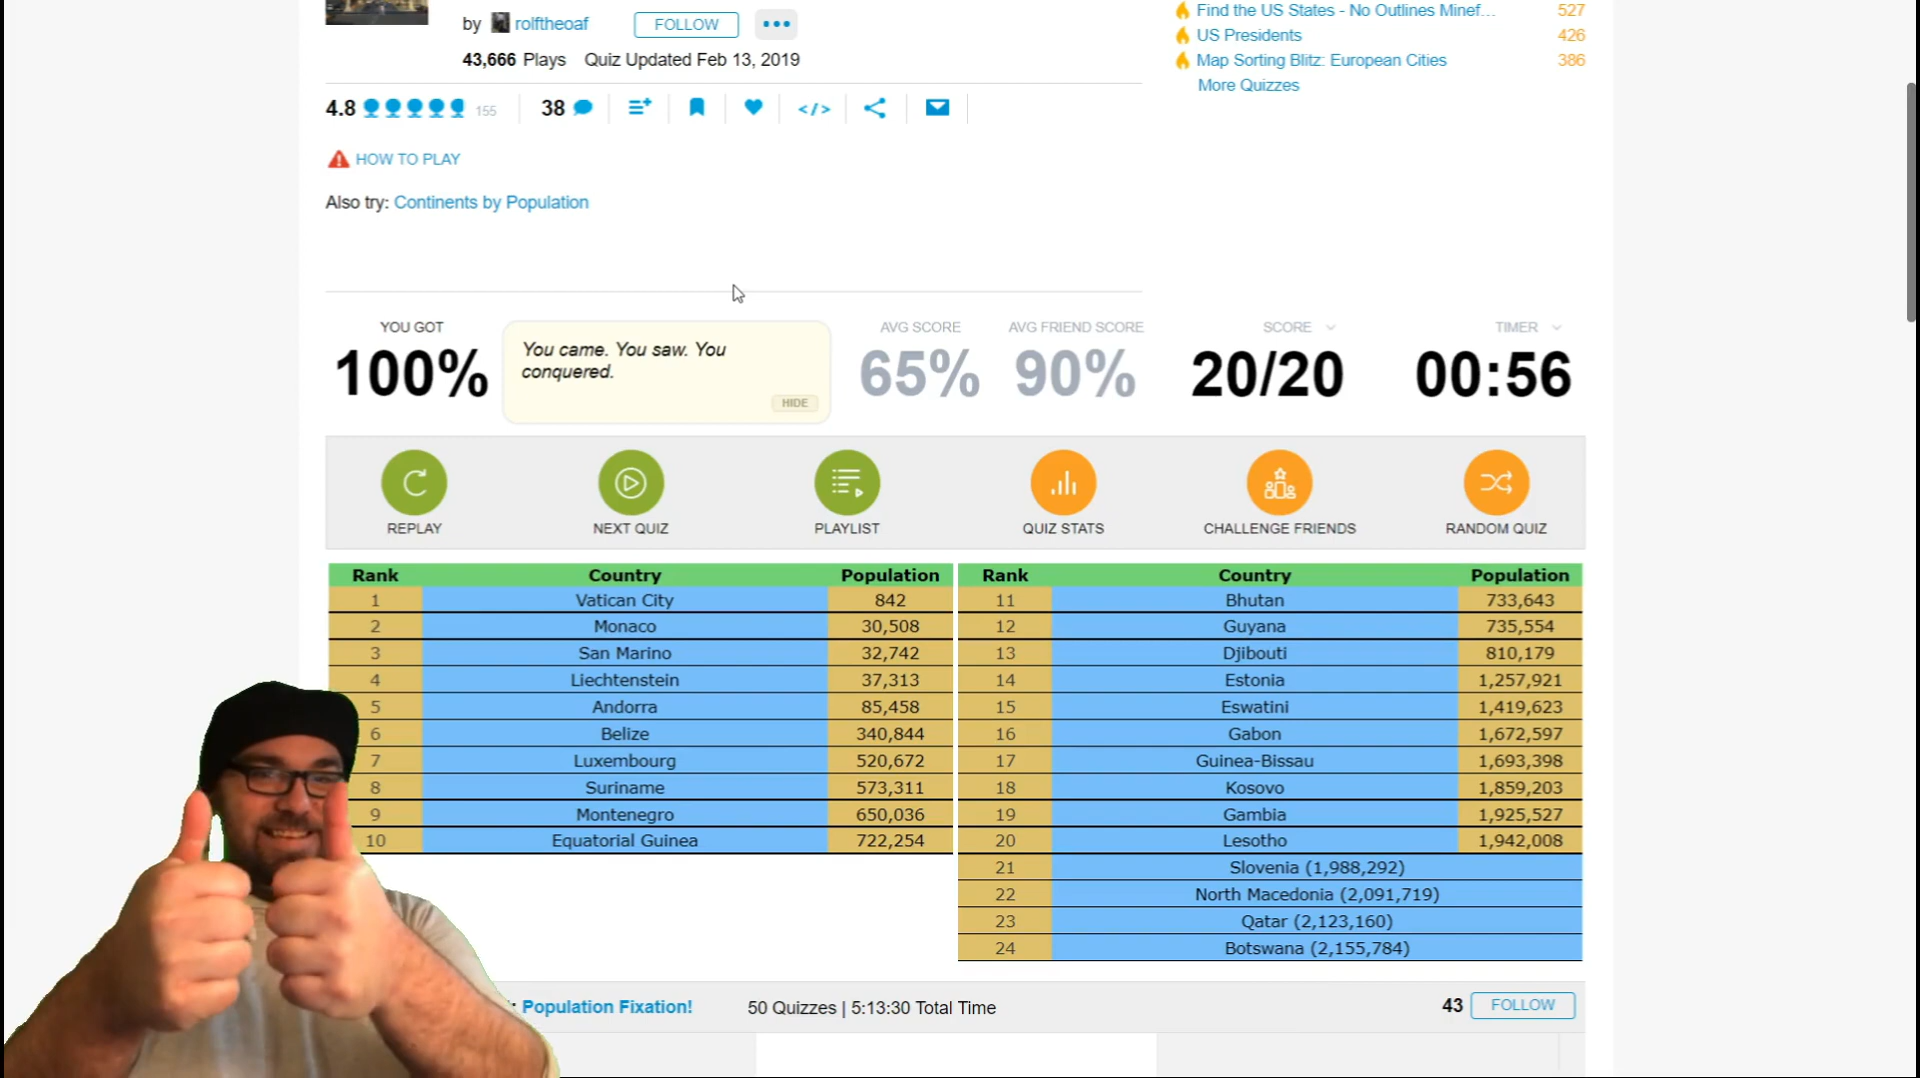 by rolftheoaf FOLLOW
43,666 Plays Quiz Updated Feb 13, 2019
Find the US States - No Outlines Minef... 527
US Presidents 426
Map Sorting Blitz: European Cities 386
More Quizzes
4.8 155 38 </>
HOW TO PLAY
Also try: Continents by Population
YOU GOT
100%
You came. You saw. You
conquered.
HIDE
AVG SCORE
65%
AVG FRIEND SCORE
90%
SCORE
20/20
TIMER
00:56
REPLAY NEXT QUIZ PLAYLIST QUIZ STATS CHALLENGE FRIENDS RANDOM QUIZ
Rank Country Population
1 Vatican City 842
2 Monaco 30,508
3 San Marino 32,742
4 Liechtenstein 37,313
5 Andorra 85,458
6 Belize 340,844
7 Luxembourg 520,672
8 Suriname 573,311
9 Montenegro 650,036
10 Equatorial Guinea 722,254
Rank Country Population
11 Bhutan 733,643
12 Guyana 735,554
13 Djibouti 810,179
14 Estonia 1,257,921
15 Eswatini 1,419,623
16 Gabon 1,672,597
17 Guinea-Bissau 1,693,398
18 Kosovo 1,859,203
19 Gambia 1,925,527
20 Lesotho 1,942,008
21 Slovenia (1,988,292)
22 North Macedonia (2,091,719)
23 Qatar (2,123,160)
24 Botswana (2,155,784)
: Population Fixation! 50 Quizzes | 5:13:30 Total Time 43 FOLLOW